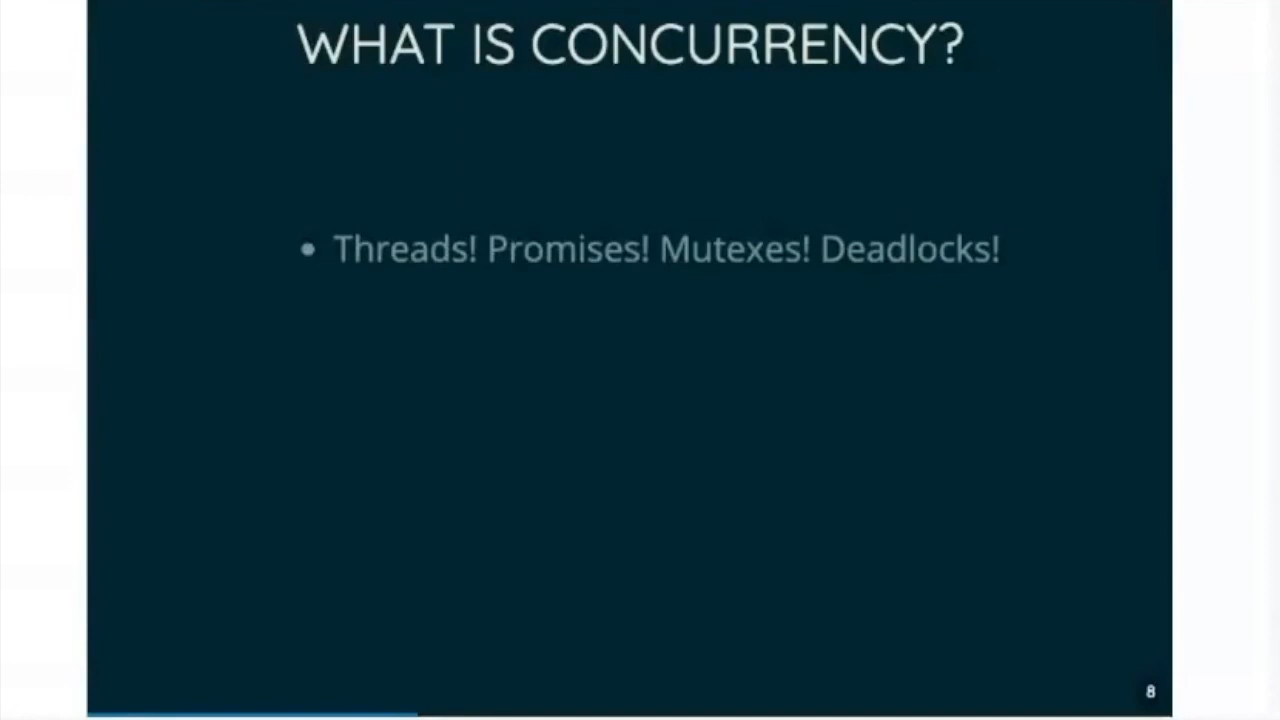 WHAT IS CONCURRENCY?
• Threads! Promises! Mutexes! Deadlocks!
8